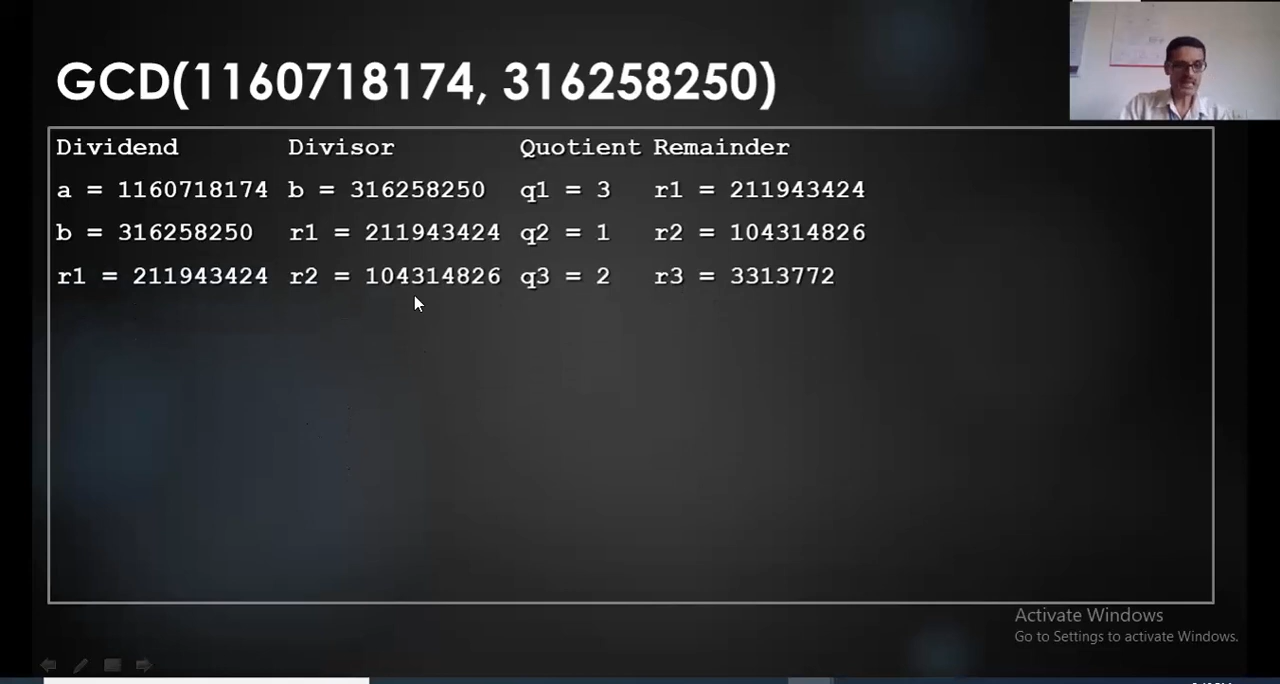 GCD(1160718174, 316258250)
Dividend Divisor Quotient Remainder
a = 1160718174 b = 316258250 q1 = 3 r1 = 211943424
b = 316258250 r1 = 211943424 q2 = 1 r2 = 104314826
r1 = 211943424 r2 = 104314826 q3 = 2 r3 = 3313772
Activate Windows
Go to Settings to activate Windows.